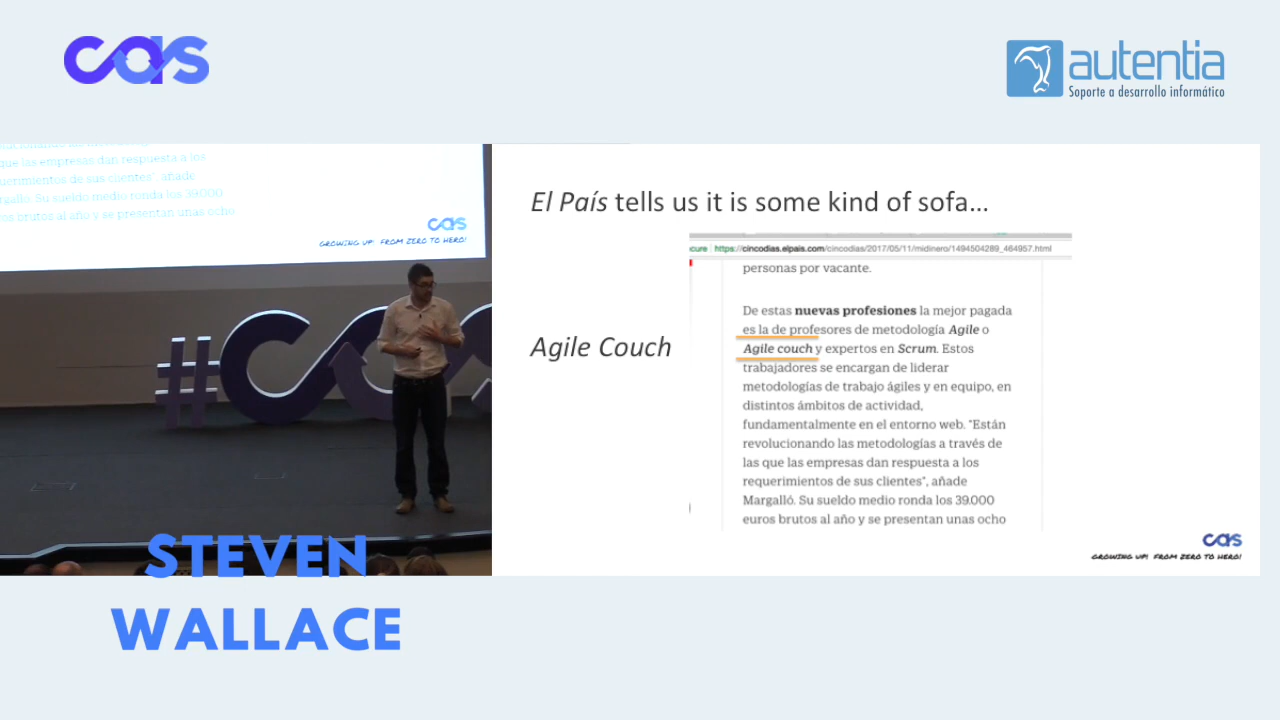 cas
autentia
Soporte a desarrollo informático
que las empresas dan respuesta a los
requerimientos de sus clientes", añade
Margalló. Su sueldo medio ronda los 39.000
euros brutos al año y se presentan unas ocho
cas
GROWING UP! FROM ZERO TO HERO!
El País tells us it is some kind of sofa...
cure https://cincodias.elpais.com/cincodias/2017/05/11/midinero/1494504289_464957.html
personas por vacante.
De estas nuevas profesiones la mejor pagada
es la de profesores de metodología Agile o
Agile couch y expertos en Scrum. Estos
trabajadores se encargan de liderar
metodologías de trabajo ágiles y en equipo, en
distintos ámbitos de actividad,
fundamentalmente en el entorno web. "Están
revolucionando las metodologías a través de
las que las empresas dan respuesta a los
requerimientos de sus clientes", añade
Margalló. Su sueldo medio ronda los 39.000
euros brutos al año y se presentan unas ocho
Agile Couch
cas
GROWING UP! FROM ZERO TO HERO!
#cas
STEVEN
WALLACE